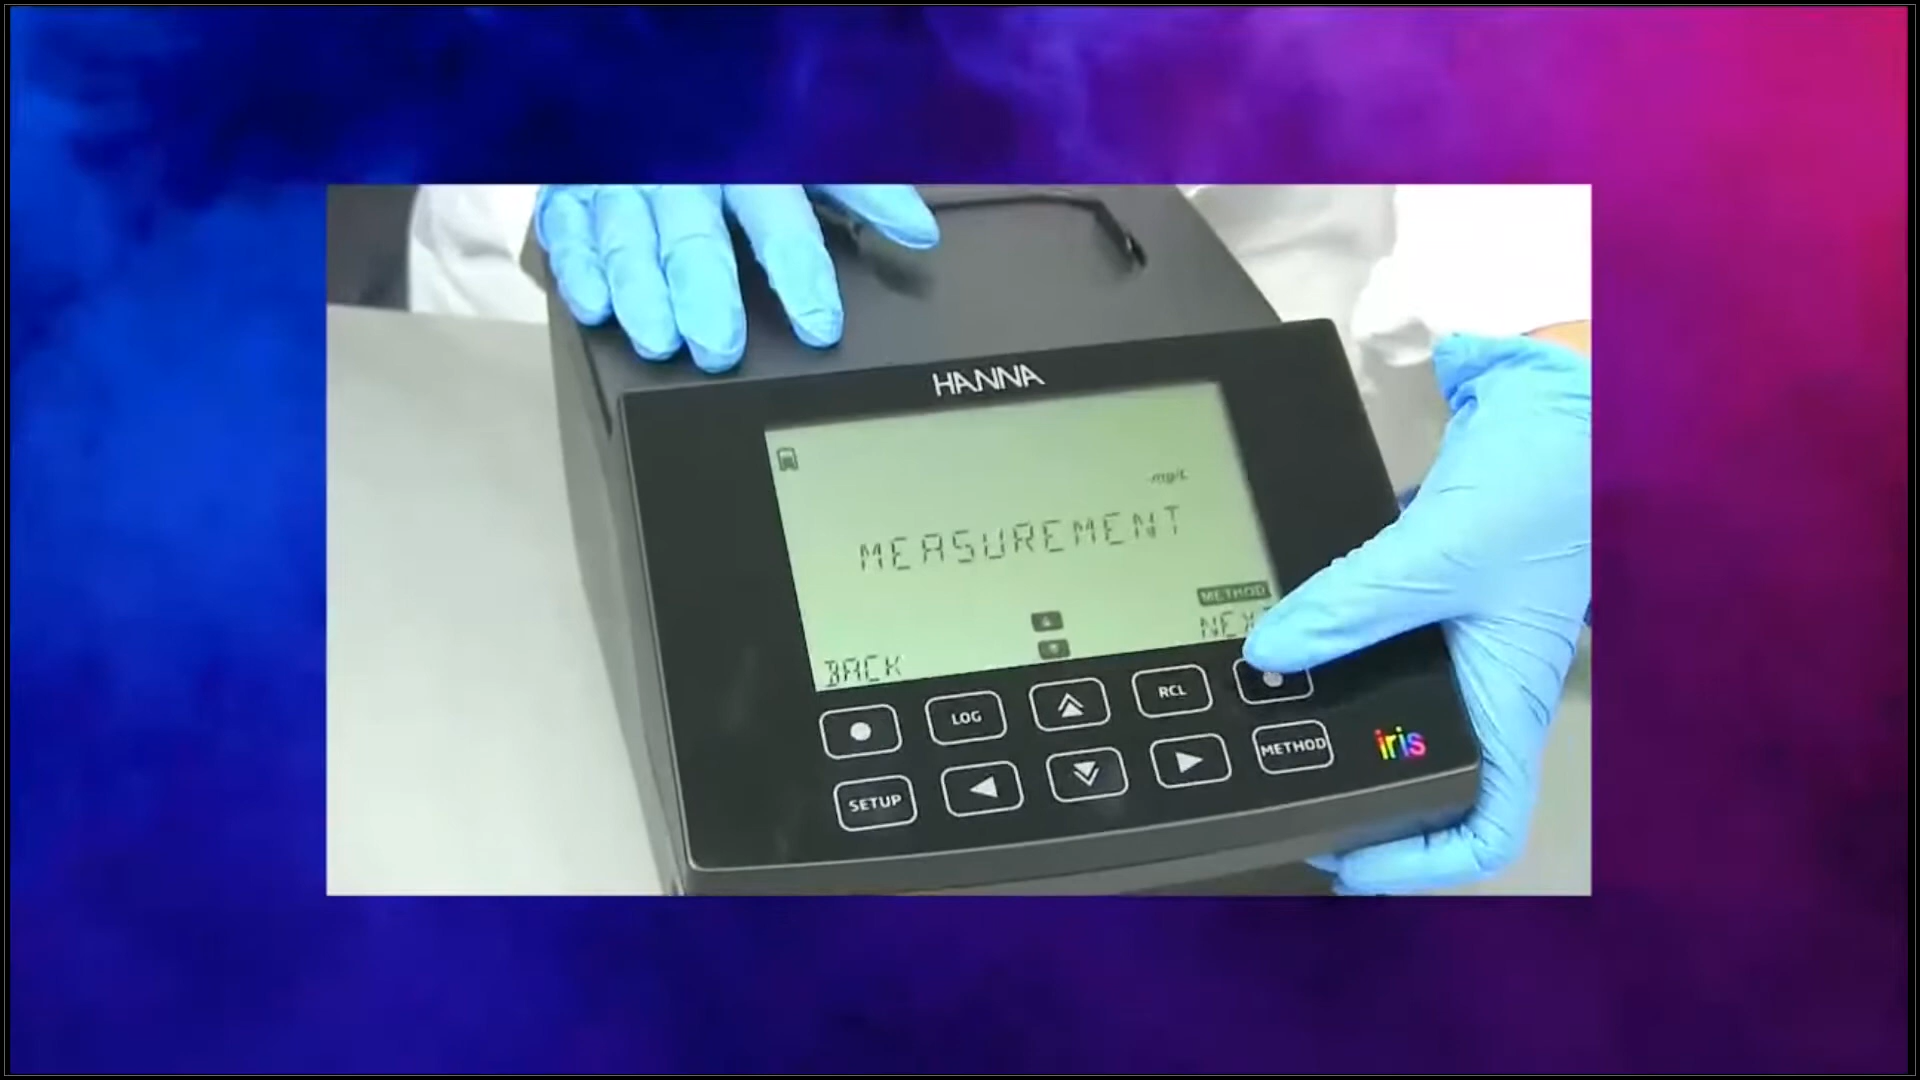 HANNA
mg/L
MEASUREMENT
METHOD
BACK
LOG
RCL
SETUP
METHOD
iris